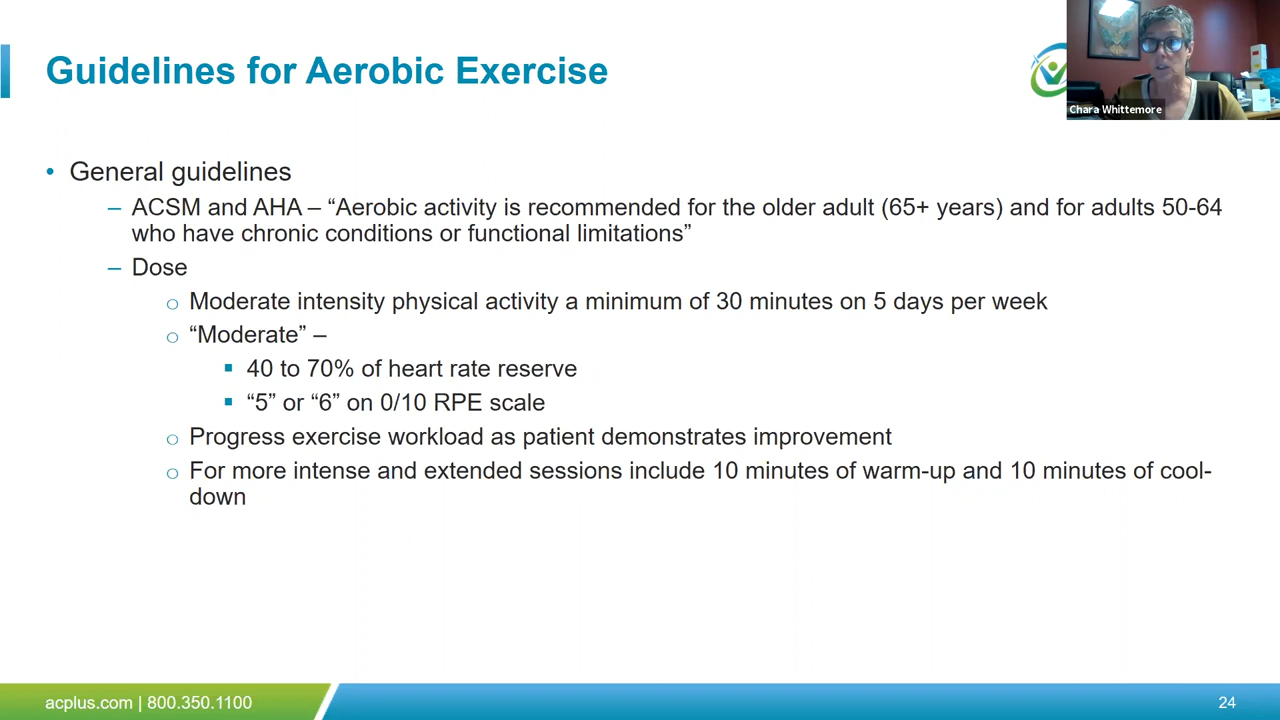 Guidelines for Aerobic Exercise
Chara Whittemore
• General guidelines
– ACSM and AHA – “Aerobic activity is recommended for the older adult (65+ years) and for adults 50-64
who have chronic conditions or functional limitations”
– Dose
o Moderate intensity physical activity a minimum of 30 minutes on 5 days per week
o “Moderate” –
▪ 40 to 70% of heart rate reserve
▪ “5” or “6” on 0/10 RPE scale
o Progress exercise workload as patient demonstrates improvement
o For more intense and extended sessions include 10 minutes of warm-up and 10 minutes of cool-
down
acplus.com | 800.350.1100
24